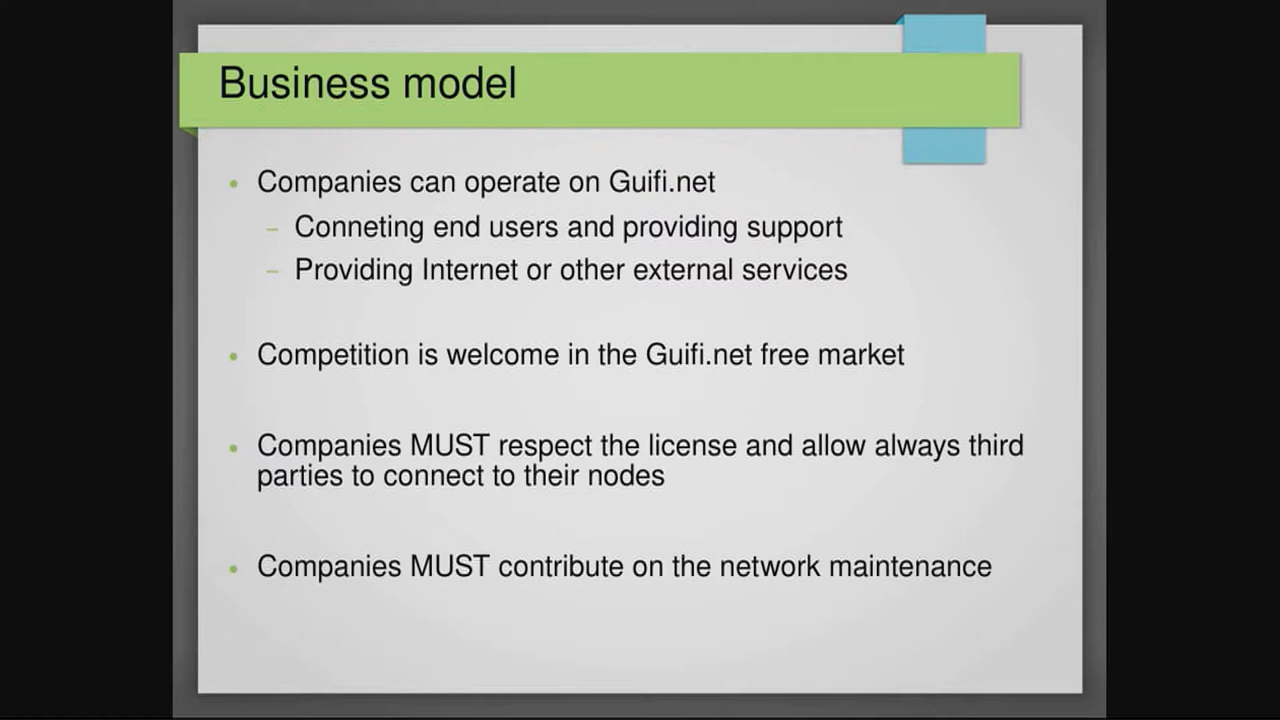 Business model
• Companies can operate on Guifi.net
– Conneting end users and providing support
– Providing Internet or other external services
• Competition is welcome in the Guifi.net free market
• Companies MUST respect the license and allow always third
parties to connect to their nodes
• Companies MUST contribute on the network maintenance